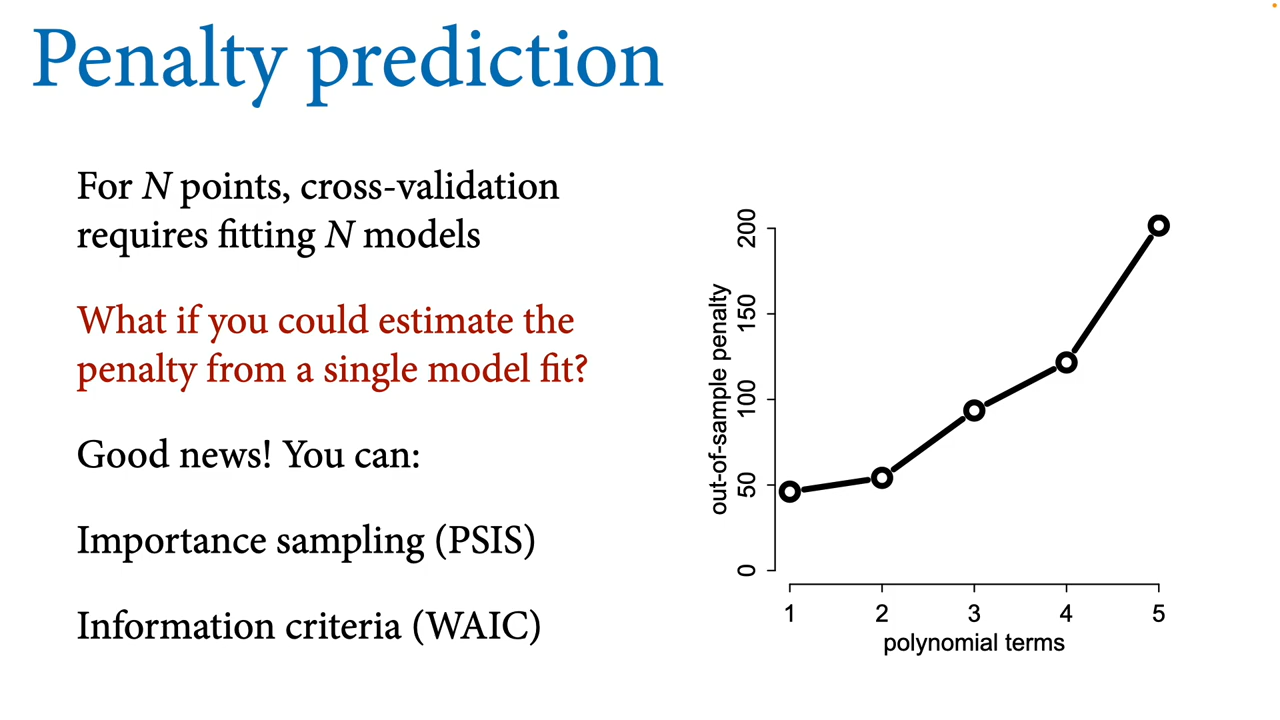 Penalty prediction
For N points, cross-validation
requires fitting N models
What if you could estimate the
penalty from a single model fit?
Good news! You can:
Importance sampling (PSIS)
Information criteria (WAIC)
out-of-sample penalty
200
150
100
50
0
1 2 3 4 5
polynomial terms